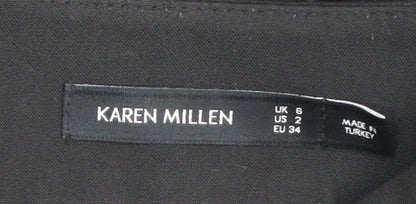 KAREN MILLEN
UK 6
US 2
EU 34
MADE IN
TURKEY